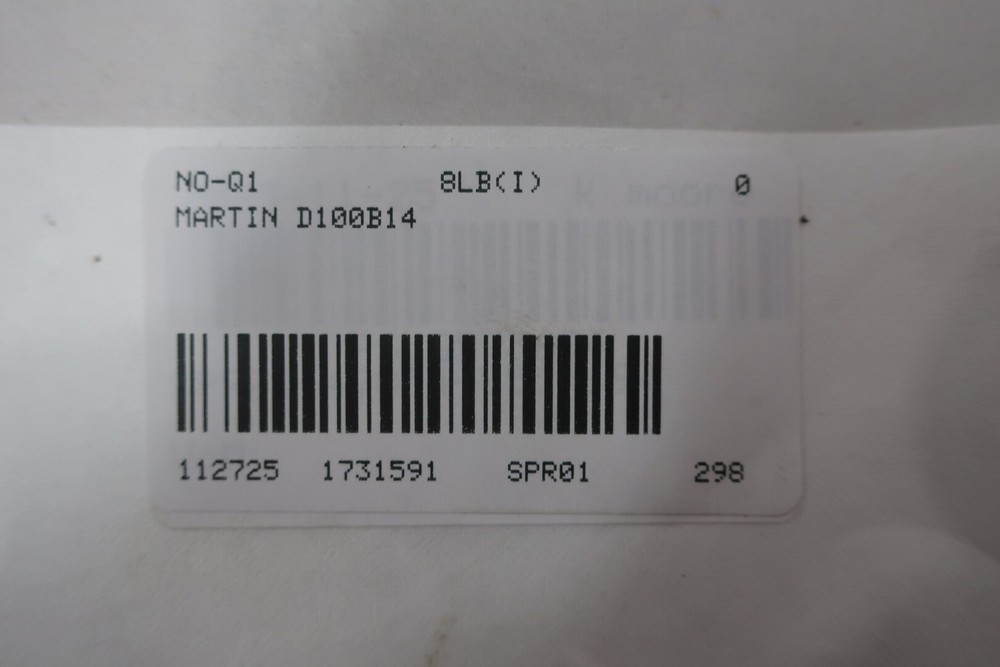 NO-Q1 8LB(I) 0
MARTIN D100B14
112725 1731591 SPR01 298